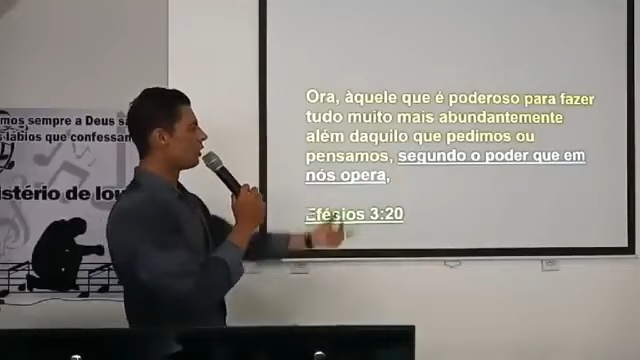 mos sempre a Deus sa
lábios que confessam
stério de lou
Ora, àquele que é poderoso para fazer
tudo muito mais abundantemente
além daquilo que pedimos ou
pensamos, segundo o poder que em
nós opera,
Efésios 3:20